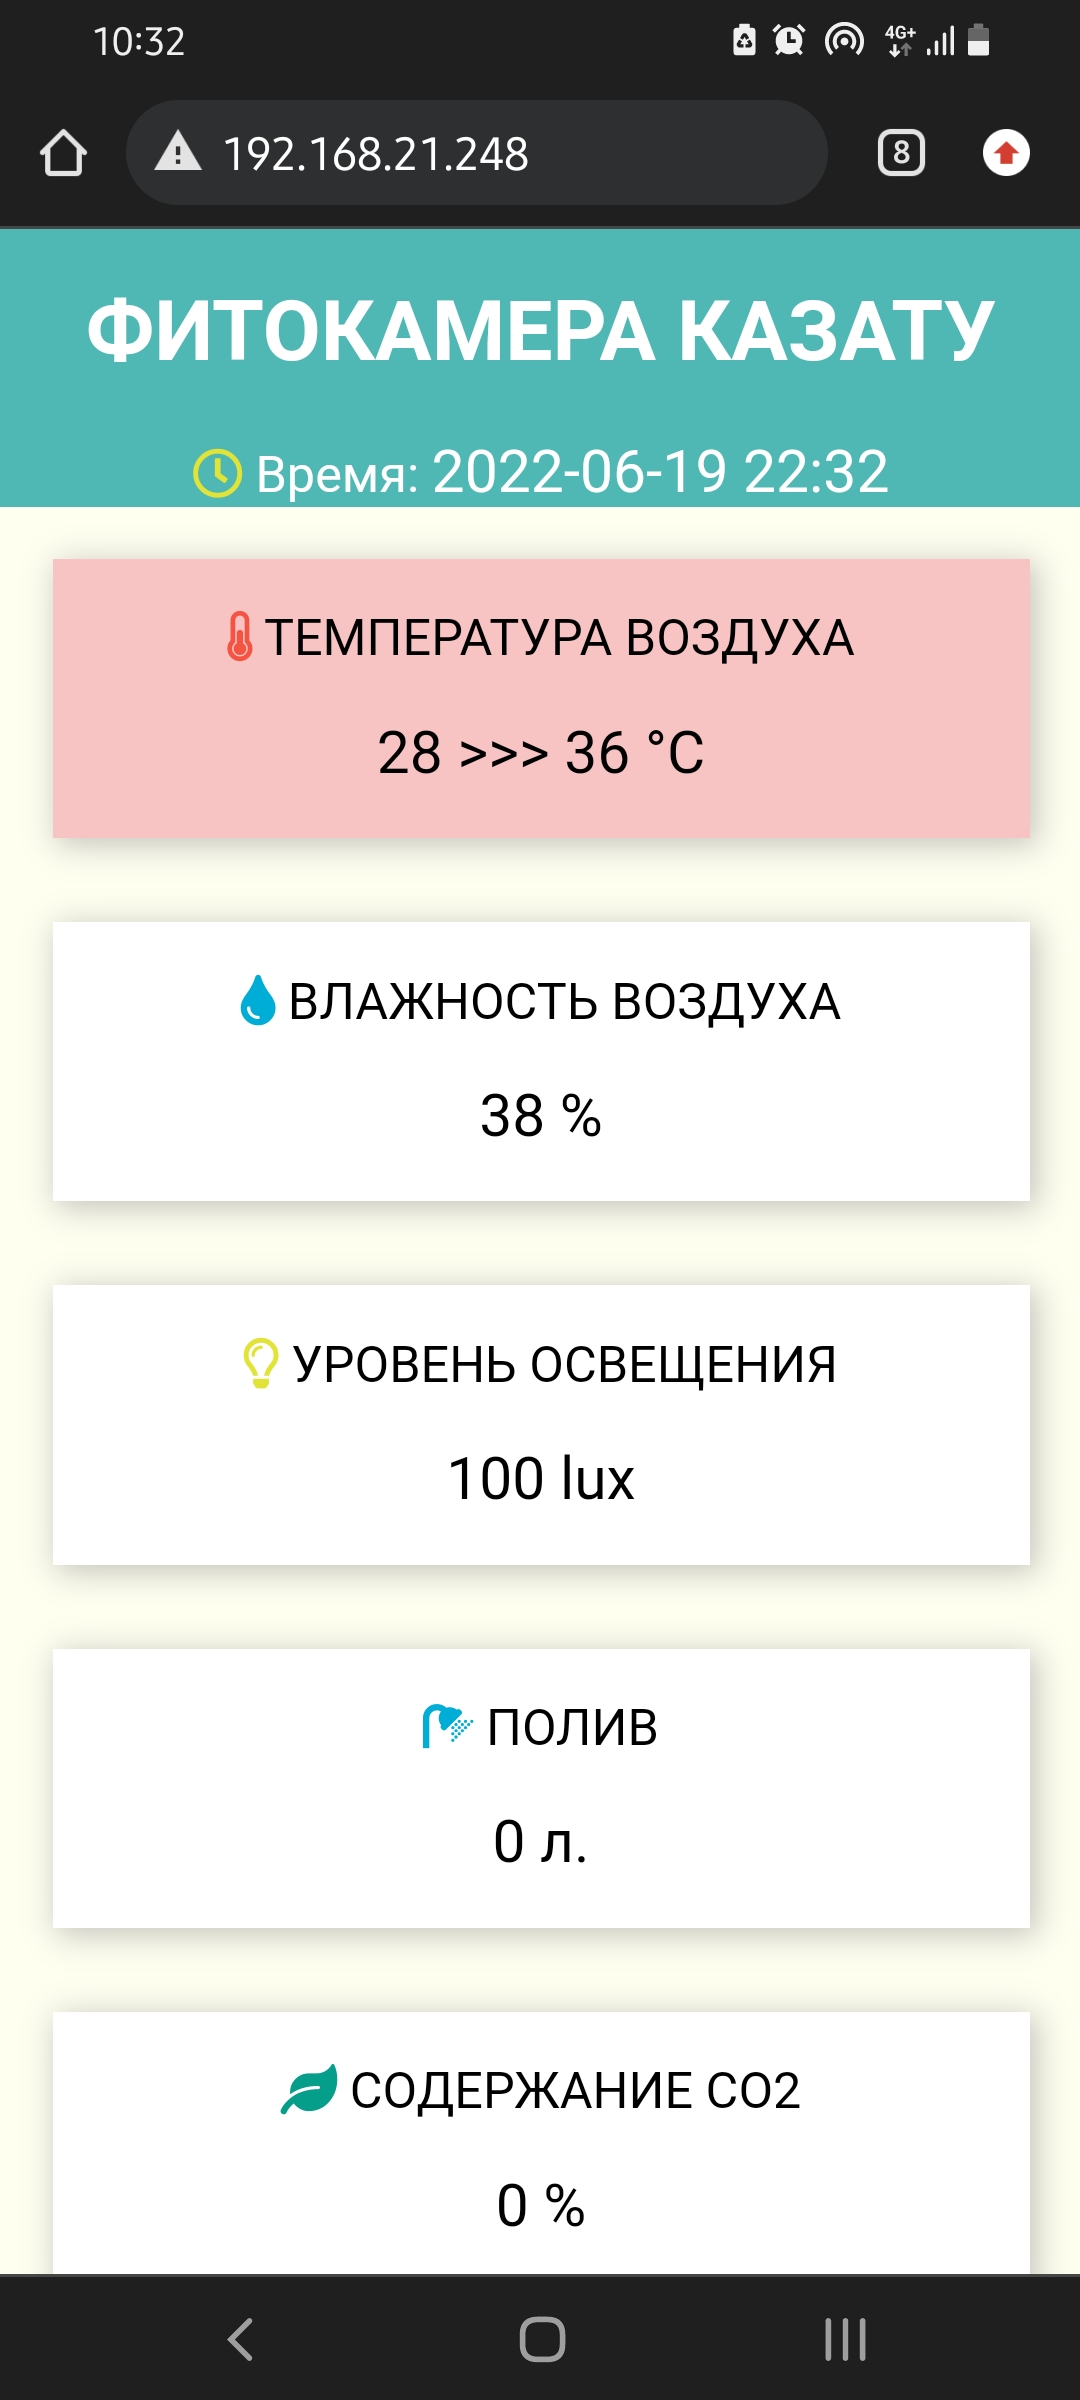 10:32
4G+
192.168.21.248
8
ФИТОКАМЕРА КАЗАТУ
Время: 2022-06-19 22:32
ТЕМПЕРАТУРА ВОЗДУХА
28 >>> 36 °C
ВЛАЖНОСТЬ ВОЗДУХА
38 %
УРОВЕНЬ ОСВЕЩЕНИЯ
100 lux
ПОЛИВ
0 л.
СОДЕРЖАНИЕ СО2
0 %